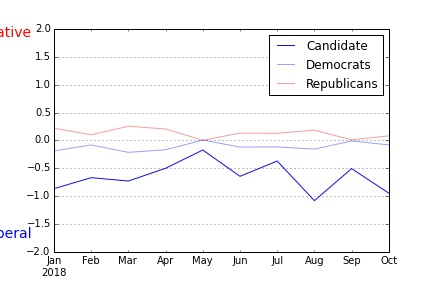 ative
2.0
1.5
1.0
0.5
0.0
−0.5
−1.0
−1.5
−2.0
beral
Candidate
Democrats
Republicans
Jan Feb Mar Apr May Jun Jul Aug Sep Oct
2018